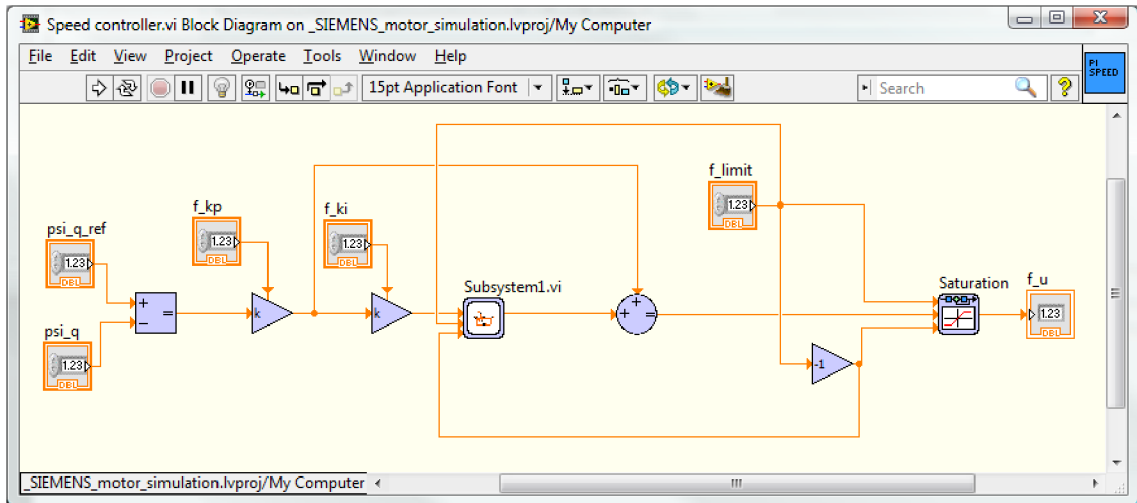 Speed controller.vi Block Diagram on _SIEMENS_motor_simulation.lvproj/My Computer
File Edit View Project Operate Tools Window Help
PI
SPEED
15pt Application Font
Search
?
f_limit
1.23
DBL
f_kp
1.23
DBL
f_ki
1.23
DBL
psi_q_ref
1.23
DBL
Subsystem1.vi
Saturation
f_u
1.23
+
−
=
k
k
+
+
=
psi_q
1.23
DBL
-1
_SIEMENS_motor_simulation.lvproj/My Computer